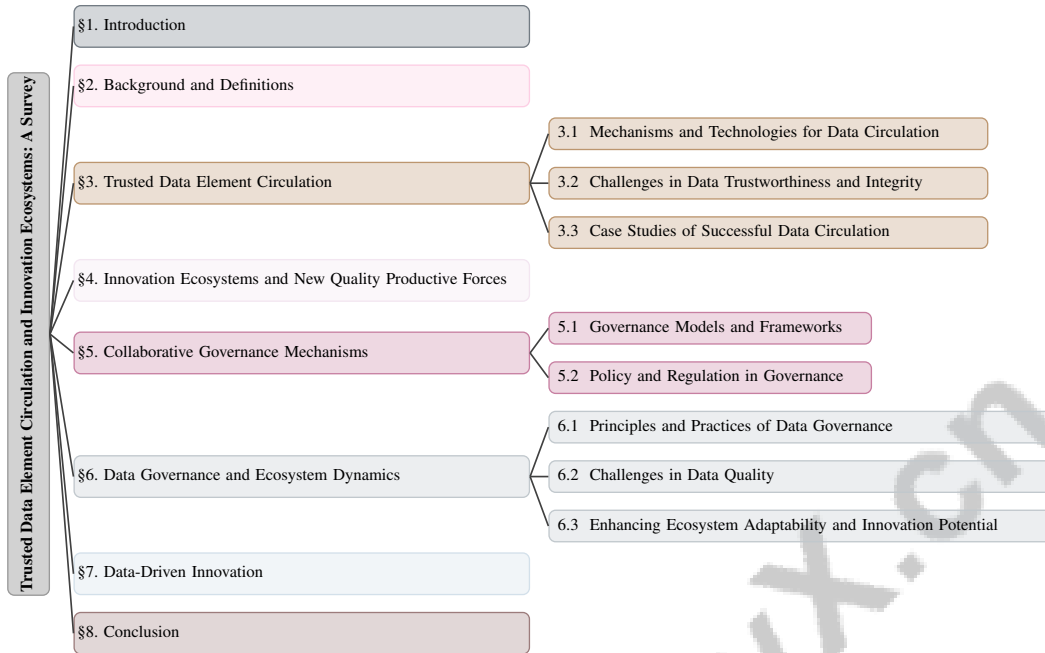 Trusted Data Element Circulation and Innovation Ecosystems: A Survey
§1. Introduction
§2. Background and Definitions
§3. Trusted Data Element Circulation
3.1 Mechanisms and Technologies for Data Circulation
3.2 Challenges in Data Trustworthiness and Integrity
3.3 Case Studies of Successful Data Circulation
§4. Innovation Ecosystems and New Quality Productive Forces
§5. Collaborative Governance Mechanisms
5.1 Governance Models and Frameworks
5.2 Policy and Regulation in Governance
§6. Data Governance and Ecosystem Dynamics
6.1 Principles and Practices of Data Governance
6.2 Challenges in Data Quality
6.3 Enhancing Ecosystem Adaptability and Innovation Potential
§7. Data-Driven Innovation
§8. Conclusion